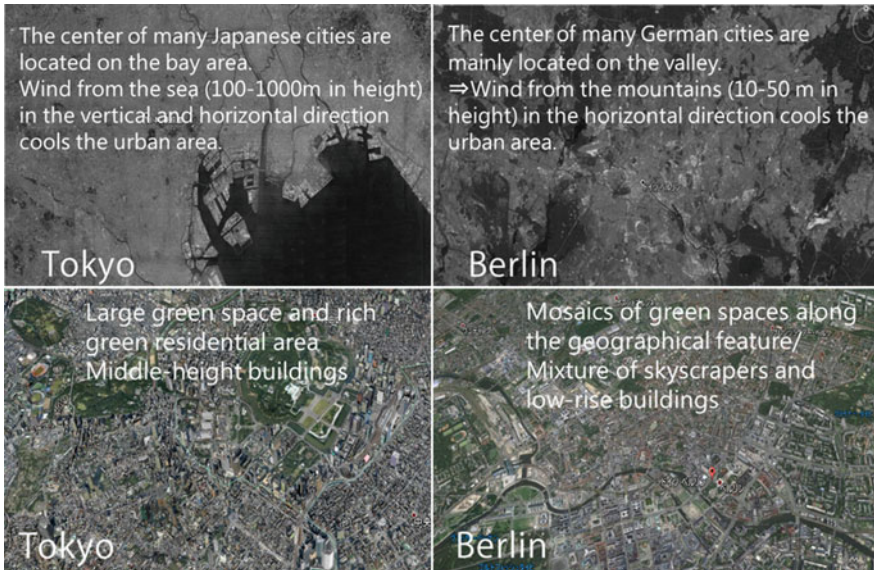 The center of many Japanese cities are
located on the bay area.
Wind from the sea (100-1000m in height)
in the vertical and horizontal direction
cools the urban area.
Tokyo
The center of many German cities are
mainly located on the valley.
⇒Wind from the mountains (10-50 m in
height) in the horizontal direction cools the
urban area.
Berlin
Large green space and rich
green residential area
Middle-height buildings
Tokyo
Mosaics of green spaces along
the geographical feature/
Mixture of skyscrapers and
low-rise buildings
Berlin